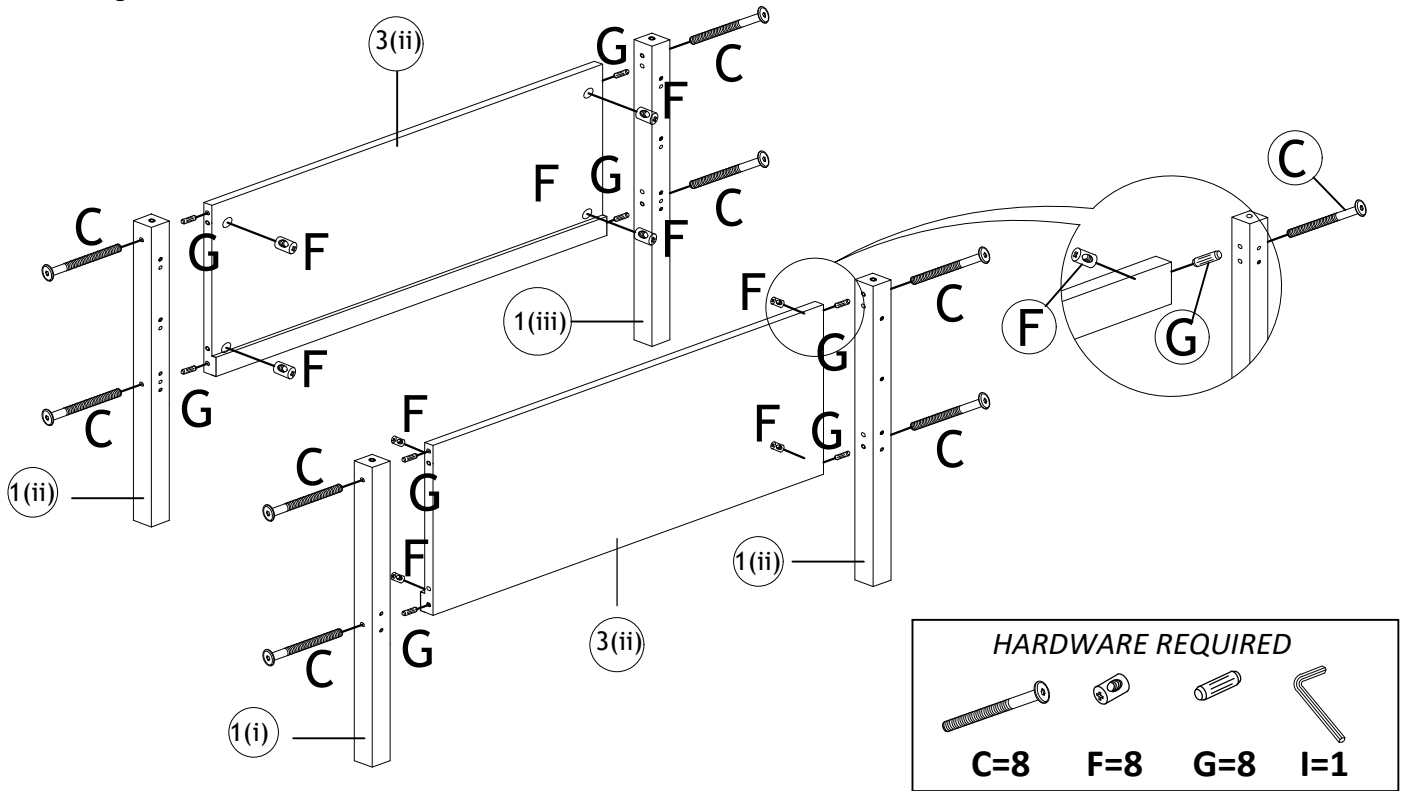 3(ii)
G
C
F
G
F
C
F
C
G
F
1(iii)
F
C
G
1(ii)
C
F
G
F
G
C
F
G
C
1(ii)
3(ii)
C
G
1(i)
C
F
G
HARDWARE REQUIRED
C=8 F=8 G=8 I=1